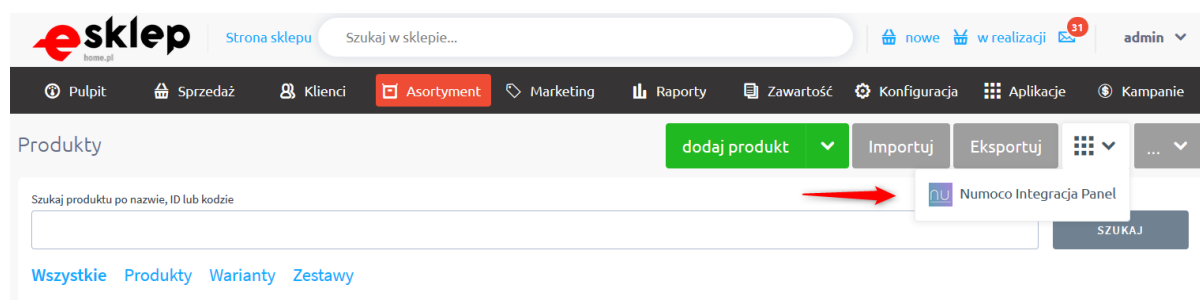 esklep
home.pl
Strona sklepu
Szukaj w sklepie...
nowe
w realizacji
31
admin
Pulpit Sprzedaż Klienci Asortyment Marketing Raporty Zawartość Konfiguracja Aplikacje Kampanie
Produkty
dodaj produkt
Importuj
Eksportuj
...
nu Numoco Integracja Panel
Szukaj produktu po nazwie, ID lub kodzie
SZUKAJ
Wszystkie Produkty Warianty Zestawy